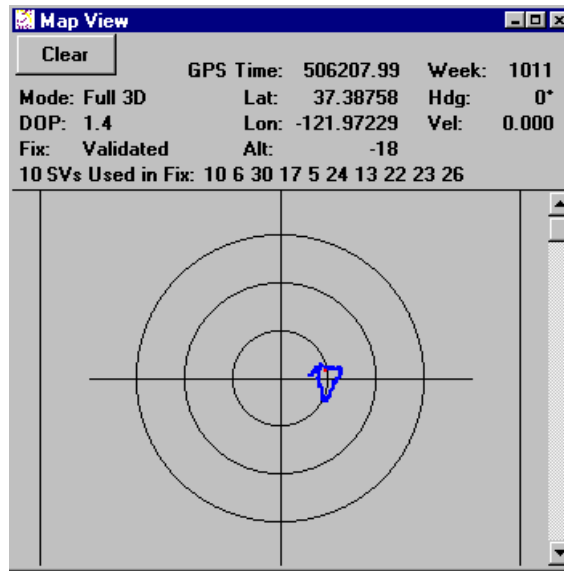 Map View
Clear
GPS Time: 506207.99 Week: 1011
Mode: Full 3D Lat: 37.38758 Hdg: 0°
DOP: 1.4 Lon: -121.97229 Vel: 0.000
Fix: Validated Alt: -18
10 SVs Used in Fix: 10 6 30 17 5 24 13 22 23 26